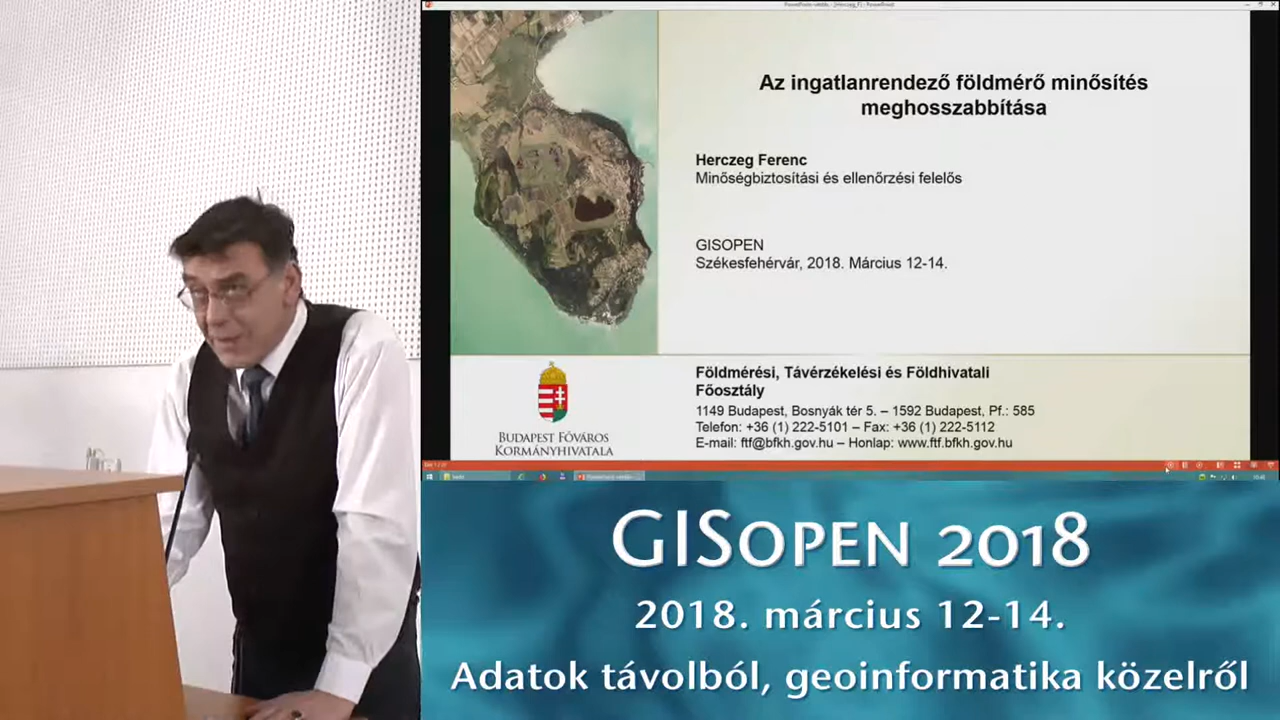 Az ingatlanrendező földmérő minősítés
meghosszabbítása
Herczeg Ferenc
Minőségbiztosítási és ellenőrzési felelős
GISOPEN
Székesfehérvár, 2018. Március 12-14.
BUDAPEST FŐVÁROS
KORMÁNYHIVATALA
Földmérési, Távérzékelési és Földhivatali
Főosztály
1149 Budapest, Bosnyák tér 5. – 1592 Budapest, Pf.: 585
Telefon: +36 (1) 222-5101 – Fax: +36 (1) 222-5112
E-mail: ftf@bfkh.gov.hu – Honlap: www.ftf.bfkh.gov.hu
GISOPEN 2018
2018. március 12-14.
Adatok távolból, geoinformatika közelről